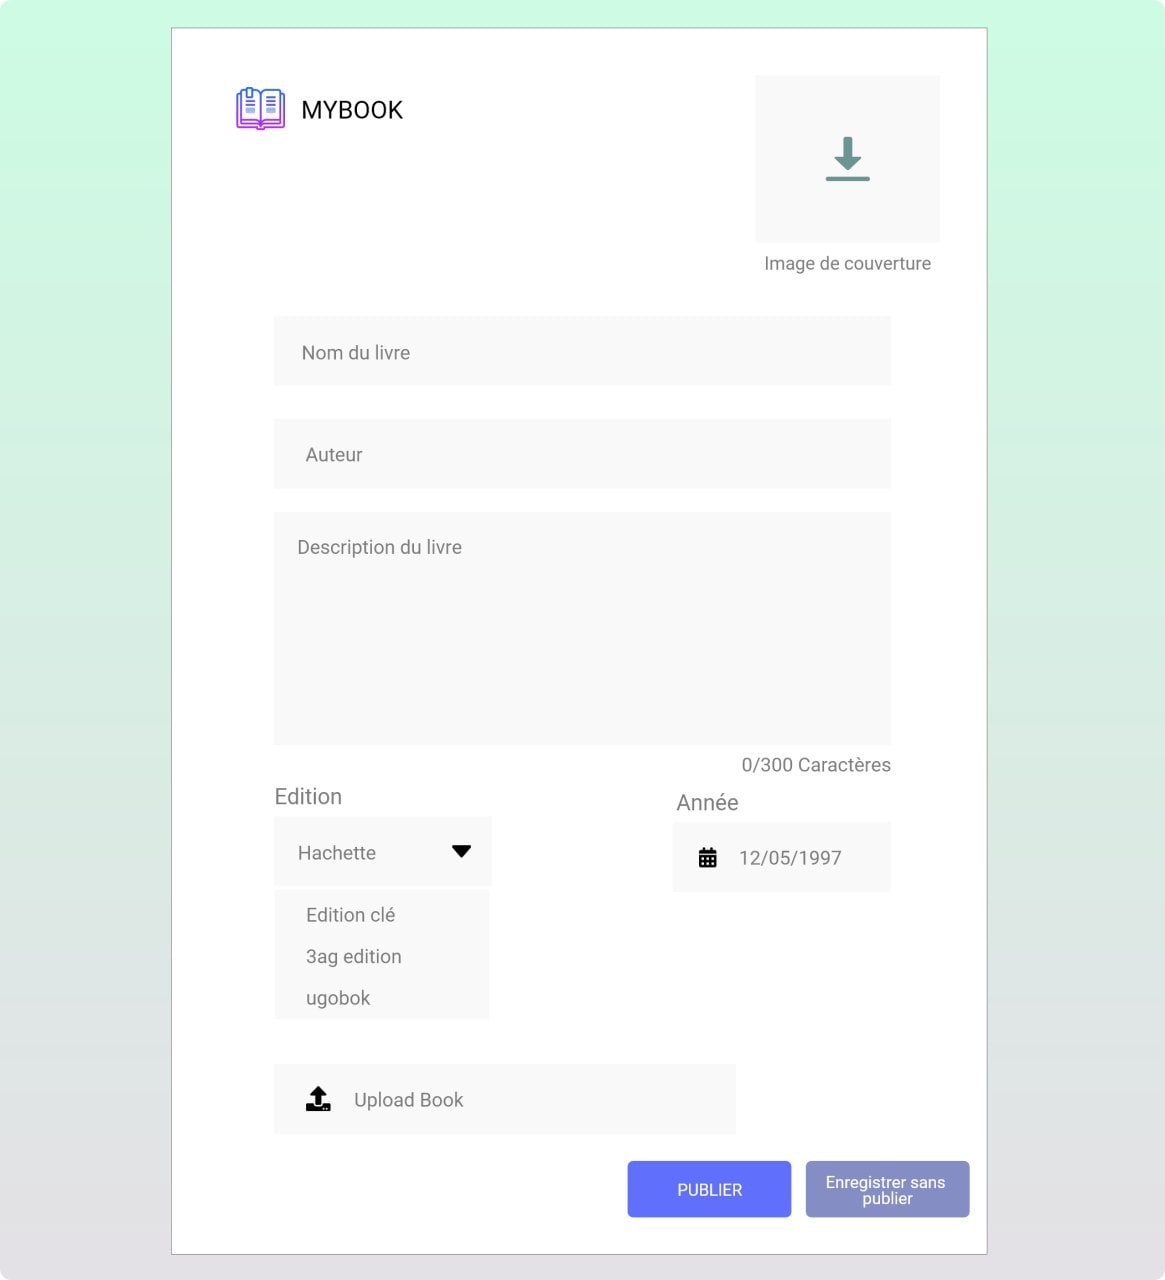 MYBOOK
Image de couverture
Nom du livre
Auteur
Description du livre
0/300 Caractères
Edition
Année
Hachette
12/05/1997
Edition clé
3ag edition
ugobok
Upload Book
PUBLIER
Enregistrer sans
publier